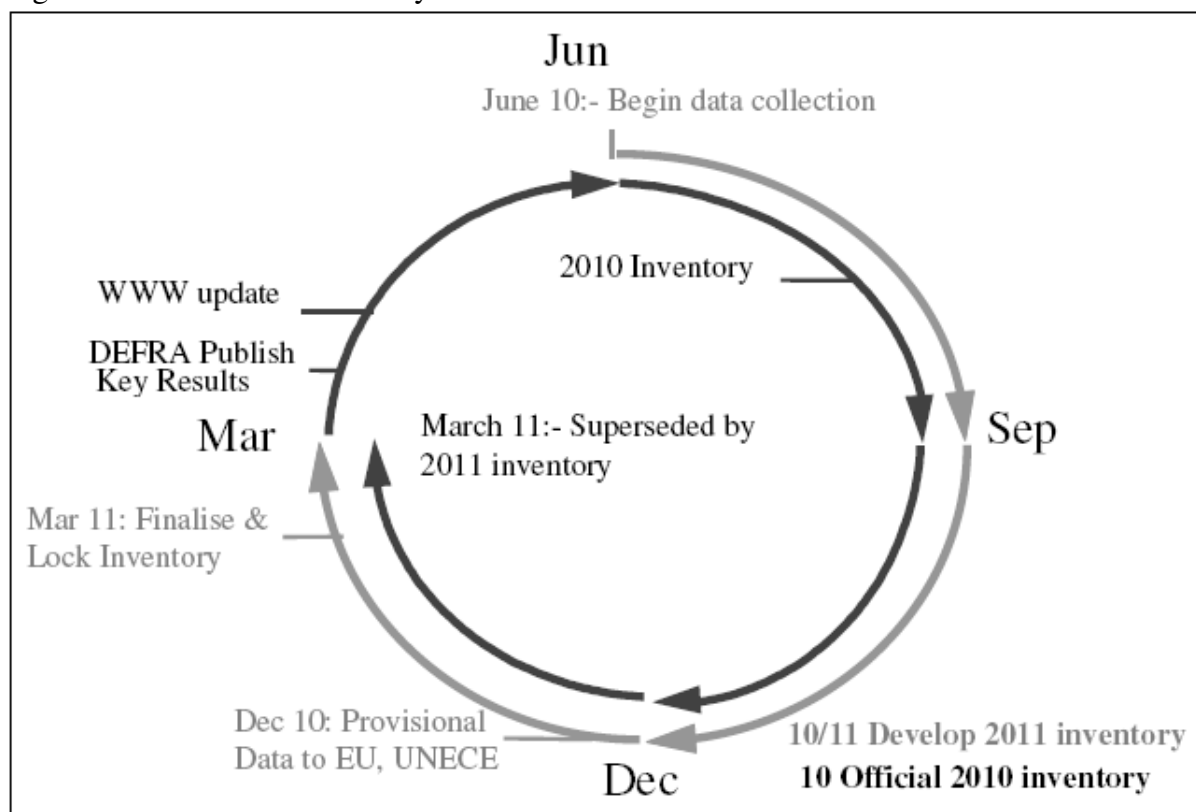 Jun
June 10:- Begin data collection
2010 Inventory
WWW update
DEFRA Publish
Key Results
Mar
March 11:- Superseded by
2011 inventory
Sep
Mar 11: Finalise &
Lock Inventory
Dec 10: Provisional
Data to EU, UNECE
Dec
10/11 Develop 2011 inventory
10 Official 2010 inventory